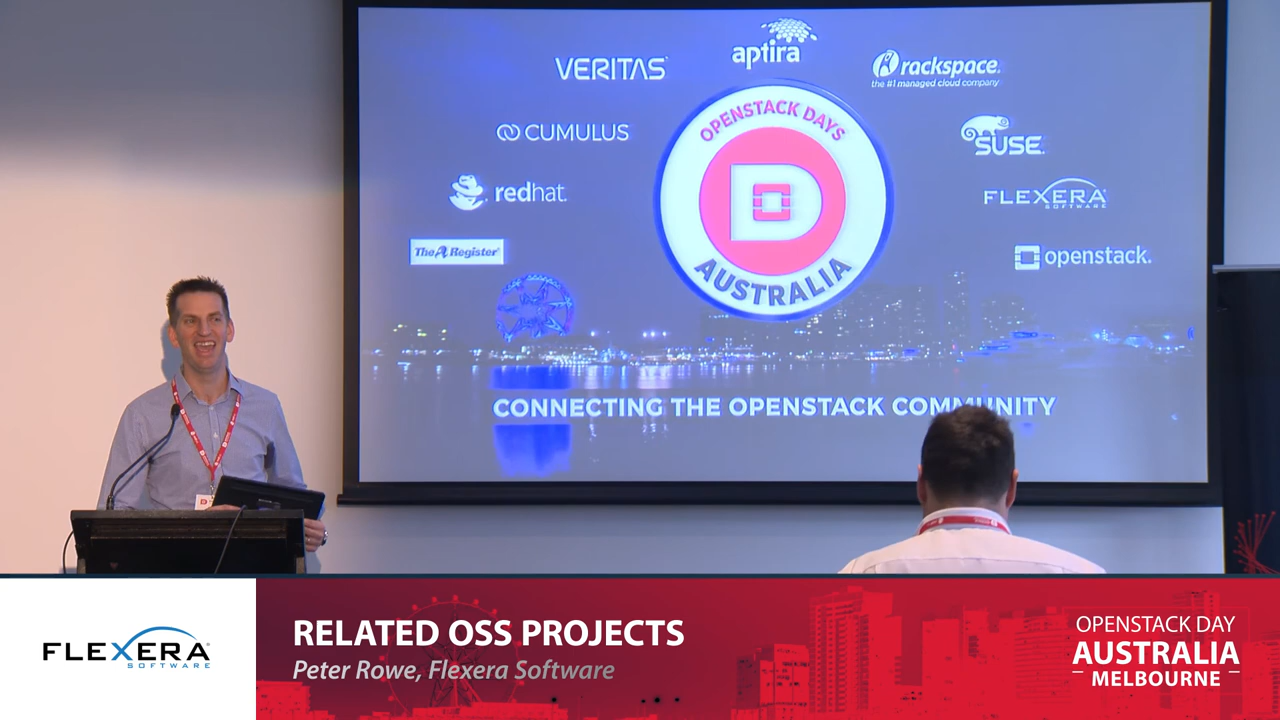 aptira
VERITAS
rackspace.
the #1 managed cloud company
OPENSTACK DAYS
CUMULUS
SUSE
redhat.
FLEXERA
SOFTWARE
The Register
openstack.
AUSTRALIA
CONNECTING THE OPENSTACK COMMUNITY
FLEXERA
SOFTWARE
RELATED OSS PROJECTS
Peter Rowe, Flexera Software
OPENSTACK DAY
AUSTRALIA
MELBOURNE